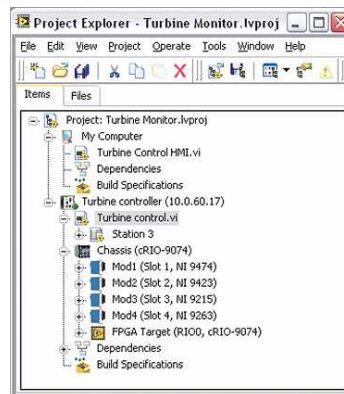 Project Explorer - Turbine Monitor.lvproj
File Edit View Project Operate Tools Window Help
Items Files
Project: Turbine Monitor.lvproj
My Computer
Turbine Control HMI.vi
Dependencies
Build Specifications
Turbine controller (10.0.60.17)
Turbine control.vi
Station 3
Chassis (cRIO-9074)
Mod1 (Slot 1, NI 9474)
Mod2 (Slot 2, NI 9423)
Mod3 (Slot 3, NI 9215)
Mod4 (Slot 4, NI 9263)
FPGA Target (RIO0, cRIO-9074)
Dependencies
Build Specifications